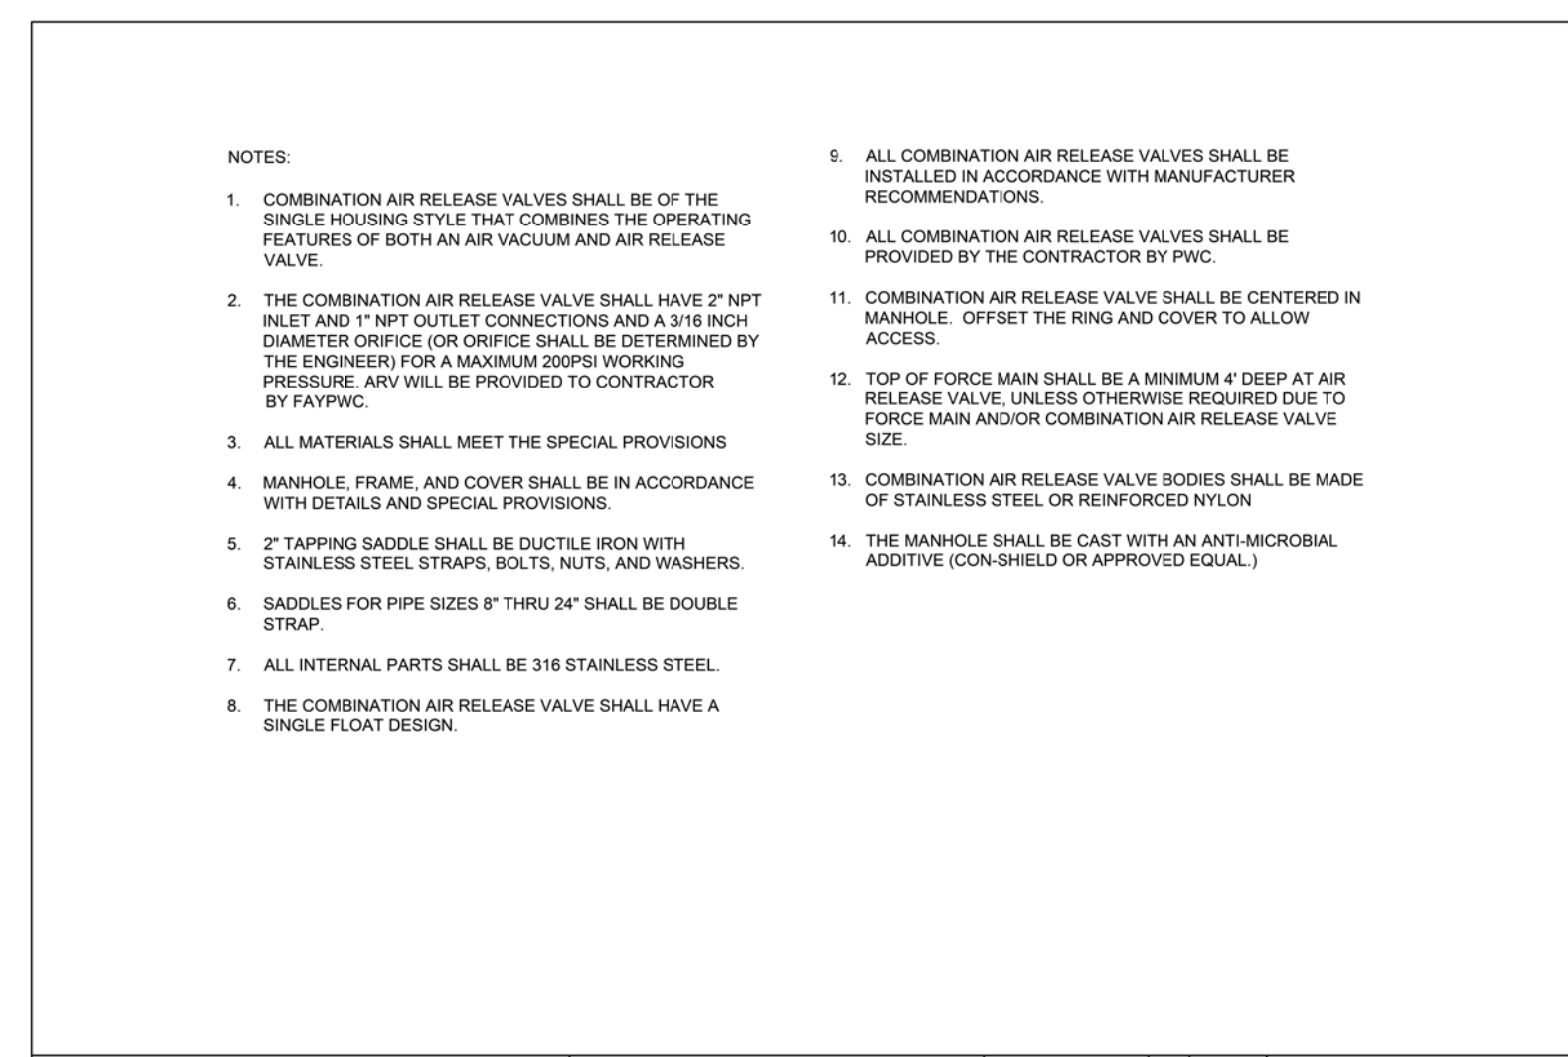 NOTES:
1. COMBINATION AIR RELEASE VALVES SHALL BE OF THE
SINGLE HOUSING STYLE THAT COMBINES THE OPERATING
FEATURES OF BOTH AN AIR VACUUM AND AIR RELEASE
VALVE.
2. THE COMBINATION AIR RELEASE VALVE SHALL HAVE 2" NPT
INLET AND 1" NPT OUTLET CONNECTIONS AND A 3/16 INCH
DIAMETER ORIFICE (OR ORIFICE SHALL BE DETERMINED BY
THE ENGINEER) FOR A MAXIMUM 200PSI WORKING
PRESSURE. ARV WILL BE PROVIDED TO CONTRACTOR
BY FAYPWC.
3. ALL MATERIALS SHALL MEET THE SPECIAL PROVISIONS
4. MANHOLE, FRAME, AND COVER SHALL BE IN ACCORDANCE
WITH DETAILS AND SPECIAL PROVISIONS.
5. 2" TAPPING SADDLE SHALL BE DUCTILE IRON WITH
STAINLESS STEEL STRAPS, BOLTS, NUTS, AND WASHERS.
6. SADDLES FOR PIPE SIZES 8" THRU 24" SHALL BE DOUBLE
STRAP.
7. ALL INTERNAL PARTS SHALL BE 316 STAINLESS STEEL.
8. THE COMBINATION AIR RELEASE VALVE SHALL HAVE A
SINGLE FLOAT DESIGN.
9. ALL COMBINATION AIR RELEASE VALVES SHALL BE
INSTALLED IN ACCORDANCE WITH MANUFACTURER
RECOMMENDATIONS.
10. ALL COMBINATION AIR RELEASE VALVES SHALL BE
PROVIDED BY THE CONTRACTOR BY PWC.
11. COMBINATION AIR RELEASE VALVE SHALL BE CENTERED IN
MANHOLE. OFFSET THE RING AND COVER TO ALLOW
ACCESS.
12. TOP OF FORCE MAIN SHALL BE A MINIMUM 4' DEEP AT AIR
RELEASE VALVE, UNLESS OTHERWISE REQUIRED DUE TO
FORCE MAIN AND/OR COMBINATION AIR RELEASE VALVE
SIZE.
13. COMBINATION AIR RELEASE VALVE BODIES SHALL BE MADE
OF STAINLESS STEEL OR REINFORCED NYLON
14. THE MANHOLE SHALL BE CAST WITH AN ANTI-MICROBIAL
ADDITIVE (CON-SHIELD OR APPROVED EQUAL.)